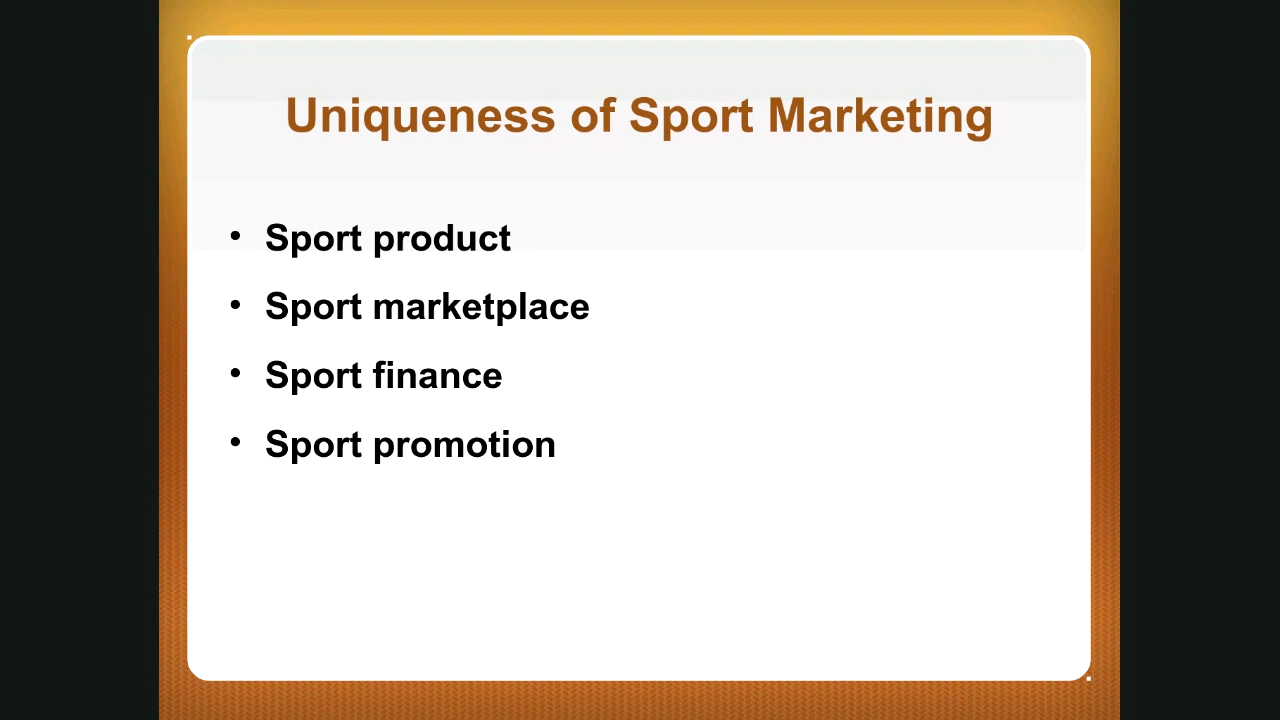 Uniqueness of Sport Marketing
• Sport product
• Sport marketplace
• Sport finance
• Sport promotion